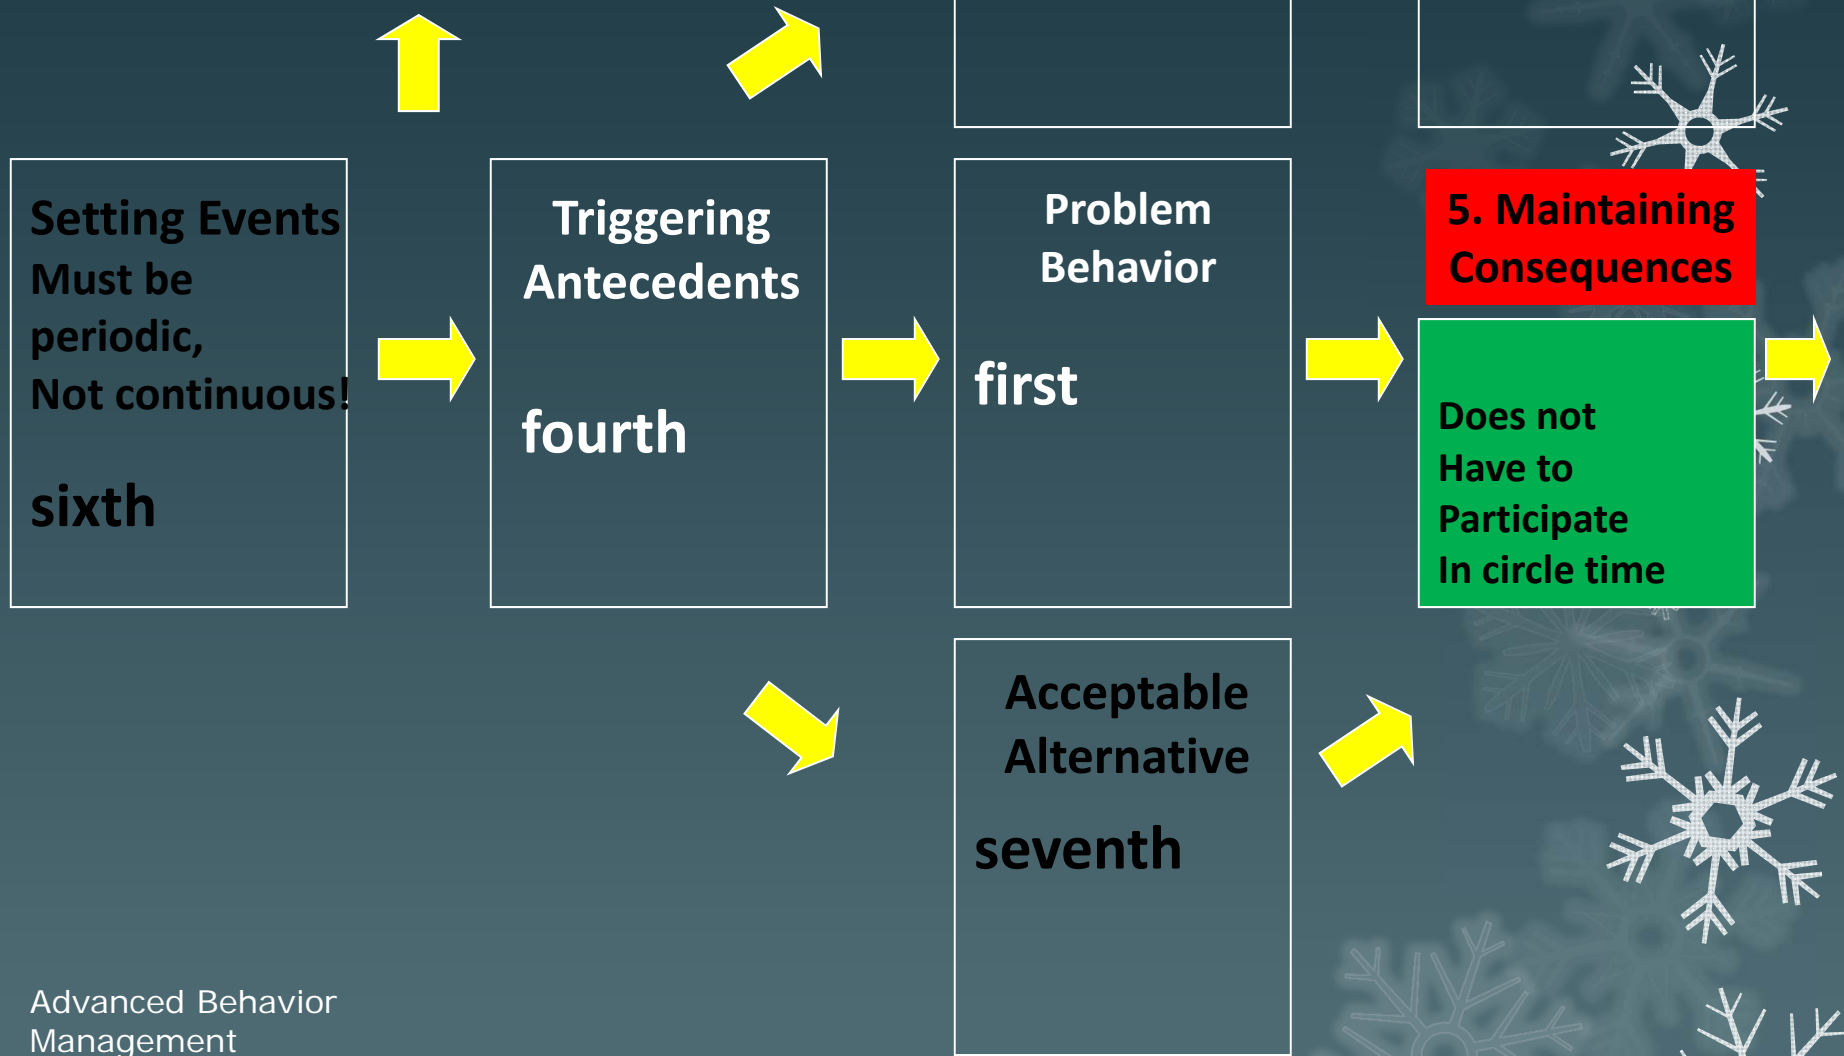 Setting Events
Must be
periodic,
Not continuous!
sixth
Triggering
Antecedents
fourth
Problem
Behavior
first
5. Maintaining
Consequences
Does not
Have to
Participate
In circle time
Acceptable
Alternative
seventh
Advanced Behavior
Management